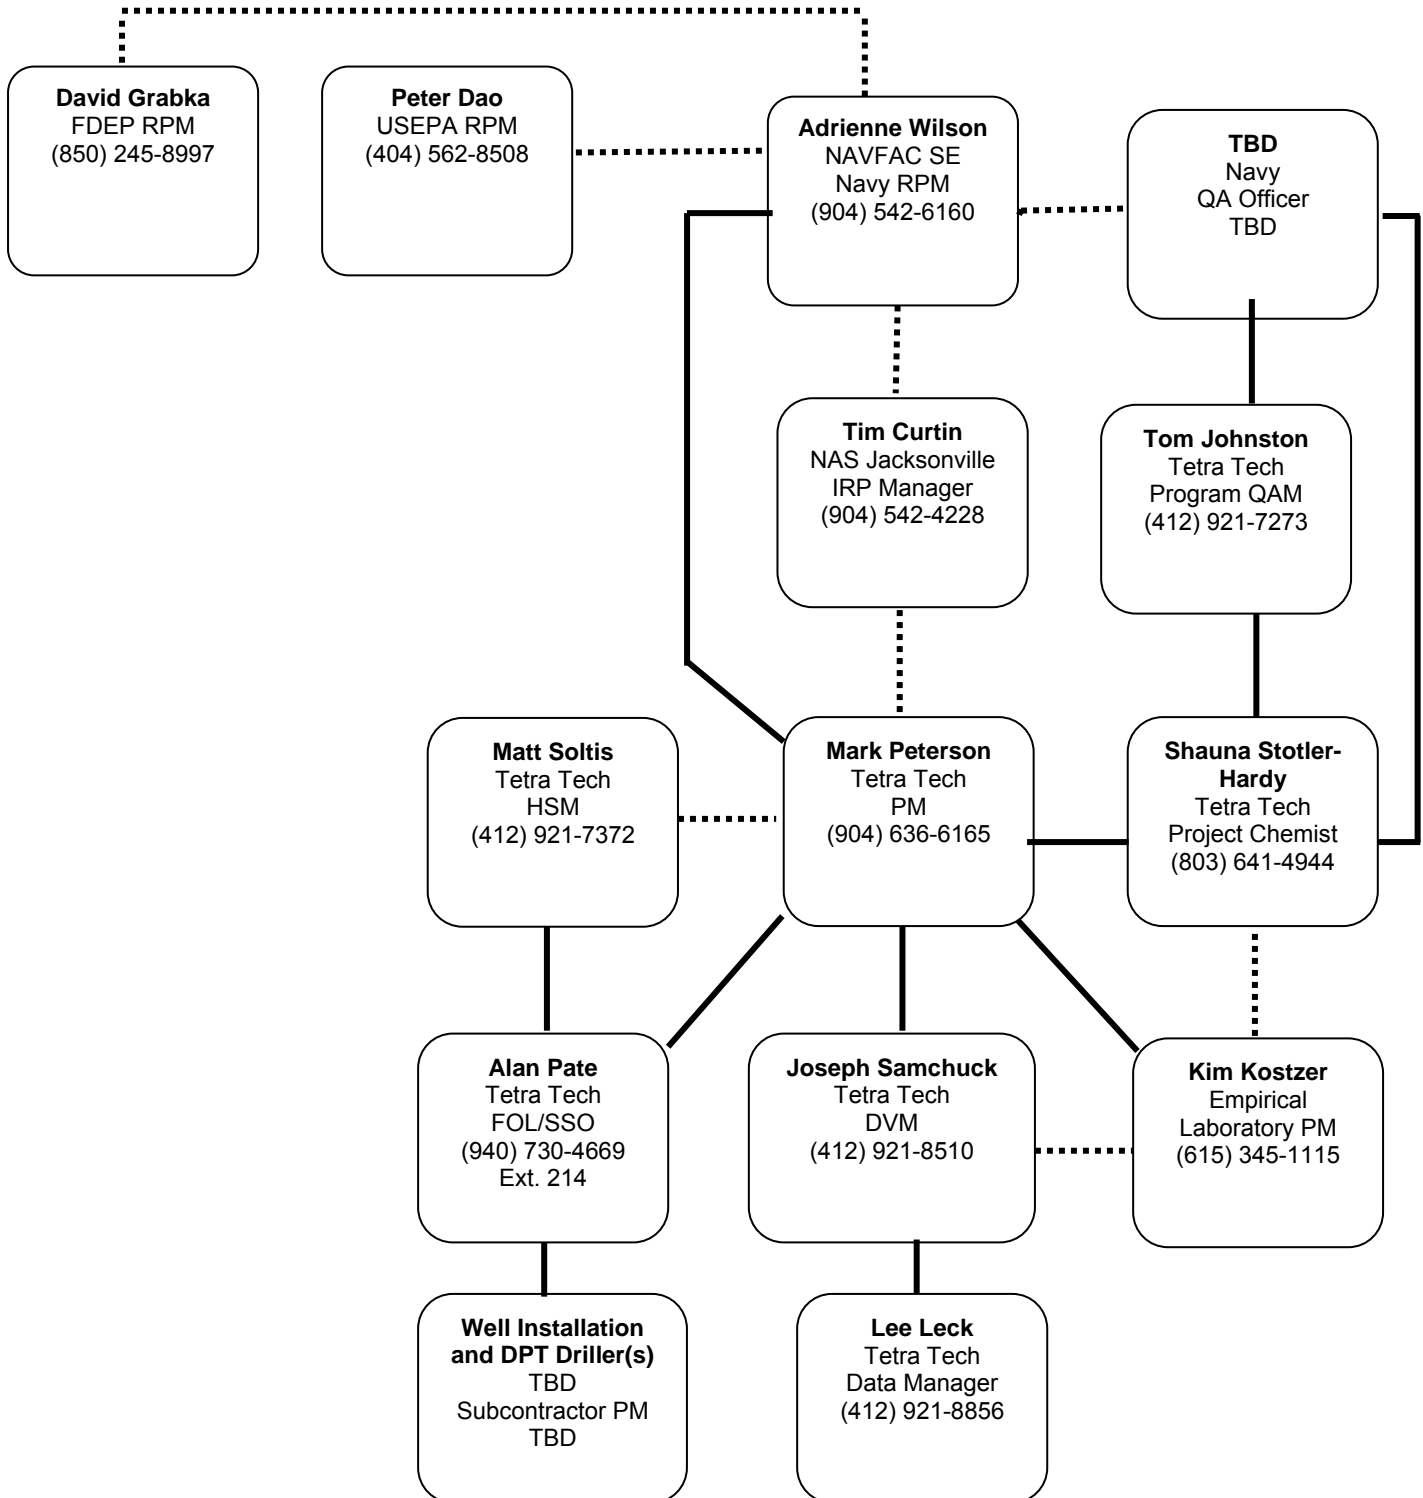 David Grabka
FDEP RPM
(850) 245-8997
Peter Dao
USEPA RPM
(404) 562-8508
Adrienne Wilson
NAVFAC SE
Navy RPM
(904) 542-6160
TBD
Navy
QA Officer
TBD
Tim Curtin
NAS Jacksonville
IRP Manager
(904) 542-4228
Tom Johnston
Tetra Tech
Program QAM
(412) 921-7273
Matt Soltis
Tetra Tech
HSM
(412) 921-7372
Mark Peterson
Tetra Tech
PM
(904) 636-6165
Shauna Stotler-
Hardy
Tetra Tech
Project Chemist
(803) 641-4944
Alan Pate
Tetra Tech
FOL/SSO
(940) 730-4669
Ext. 214
Joseph Samchuck
Tetra Tech
DVM
(412) 921-8510
Kim Kostzer
Empirical
Laboratory PM
(615) 345-1115
Well Installation
and DPT Driller(s)
TBD
Subcontractor PM
TBD
Lee Leck
Tetra Tech
Data Manager
(412) 921-8856